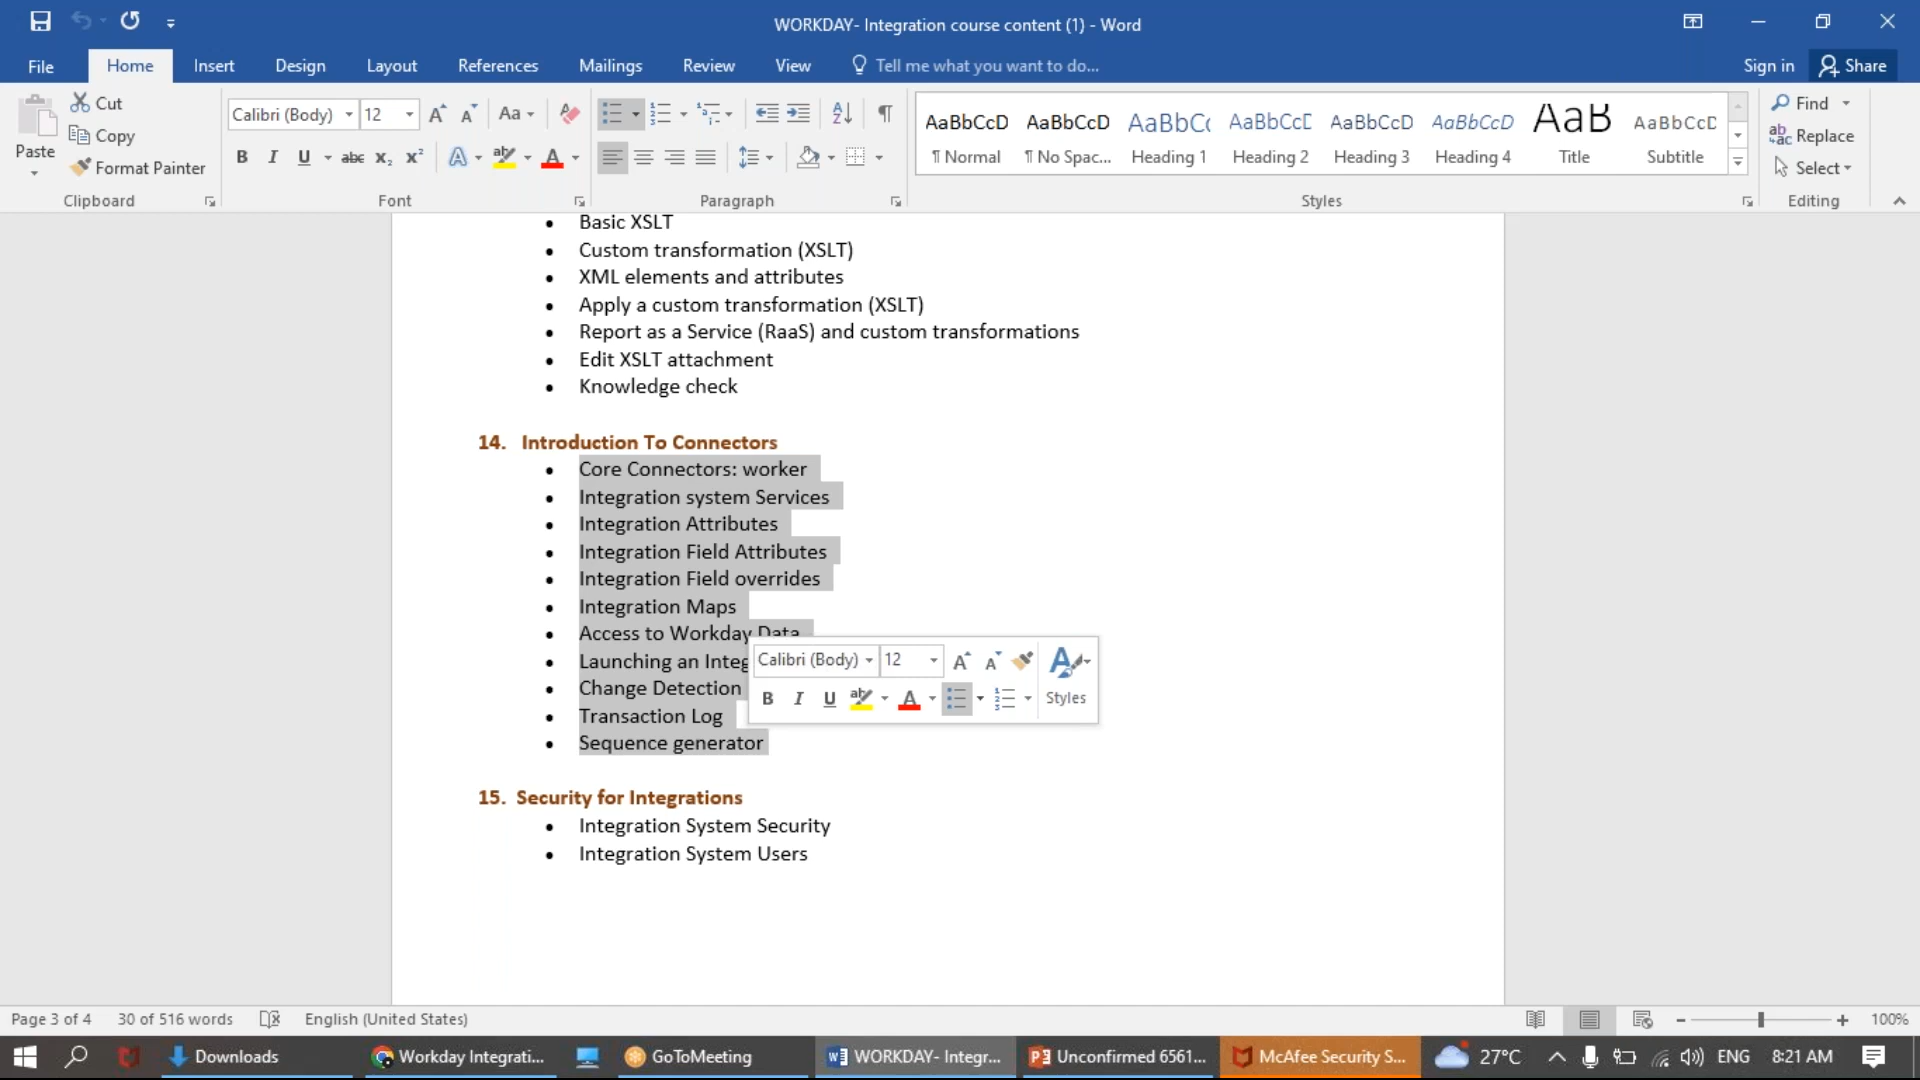 WORKDAY- Integration course content (1) - Word
File Home Insert Design Layout References Mailings Review View Tell me what you want to do... Sign in Share
Paste
Cut
Copy
Format Painter
Clipboard
Calibri (Body) 12
Font
Paragraph
AaBbCcD AaBbCcD AaBbC AaBbCcD AaBbCcD AaBbCcD AaB AaBbCcD
¶ Normal ¶ No Spac... Heading 1 Heading 2 Heading 3 Heading 4 Title Subtitle
Styles
Find
Replace
Select
Editing
• Basic XSLT
• Custom transformation (XSLT)
• XML elements and attributes
• Apply a custom transformation (XSLT)
• Report as a Service (RaaS) and custom transformations
• Edit XSLT attachment
• Knowledge check
14. Introduction To Connectors
• Core Connectors: worker
• Integration system Services
• Integration Attributes
• Integration Field Attributes
• Integration Field overrides
• Integration Maps
• Access to Workday Data
• Launching an Integ
• Change Detection
• Transaction Log
• Sequence generator
Calibri (Body) 12
B I U Styles
15. Security for Integrations
• Integration System Security
• Integration System Users
Page 3 of 4 30 of 516 words English (United States) 100%
Downloads Workday Integrati... GoToMeeting WORKDAY- Integr... Unconfirmed 6561... McAfee Security S... 27°C ENG 8:21 AM